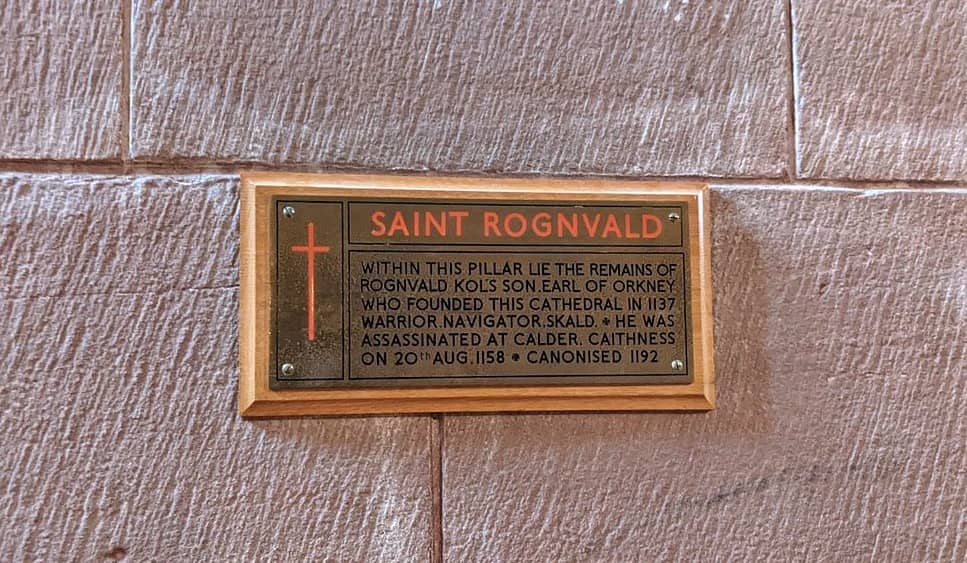 SAINT ROGNVALD
WITHIN THIS PILLAR LIE THE REMAINS OF
ROGNVALD KOL'S SON. EARL OF ORKNEY
WHO FOUNDED THIS CATHEDRAL IN 1137
WARRIOR. NAVIGATOR. SKALD. * HE WAS
ASSASSINATED AT CALDER. CAITHNESS
ON 20th AUG. 1158 * CANONISED 1192